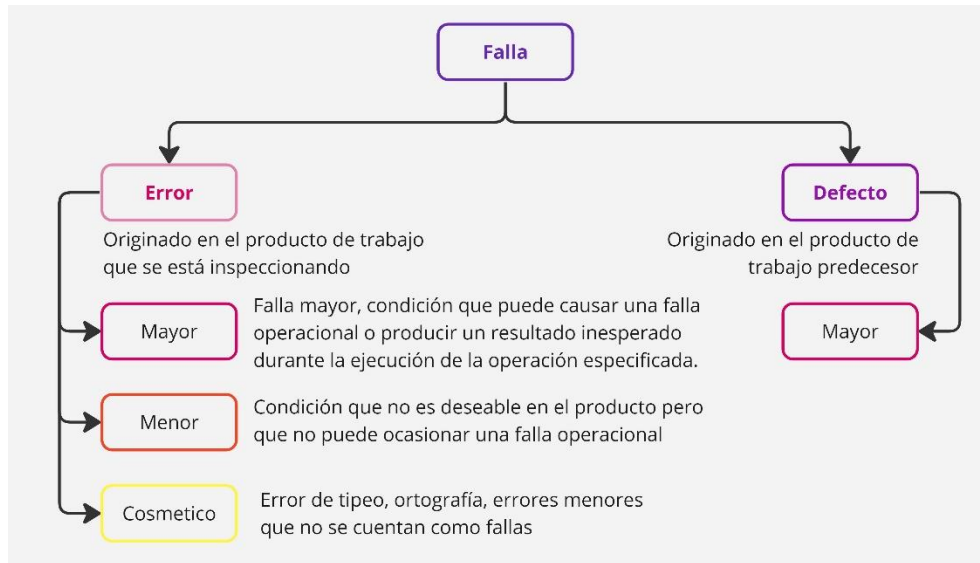 Falla
Error
Defecto
Originado en el producto de trabajo
que se está inspeccionando
Originado en el producto de
trabajo predecesor
Mayor
Falla mayor, condición que puede causar una falla
operacional o producir un resultado inesperado
durante la ejecución de la operación especificada.
Mayor
Menor
Condición que no es deseable en el producto pero
que no puede ocasionar una falla operacional
Cosmetico
Error de tipeo, ortografía, errores menores
que no se cuentan como fallas